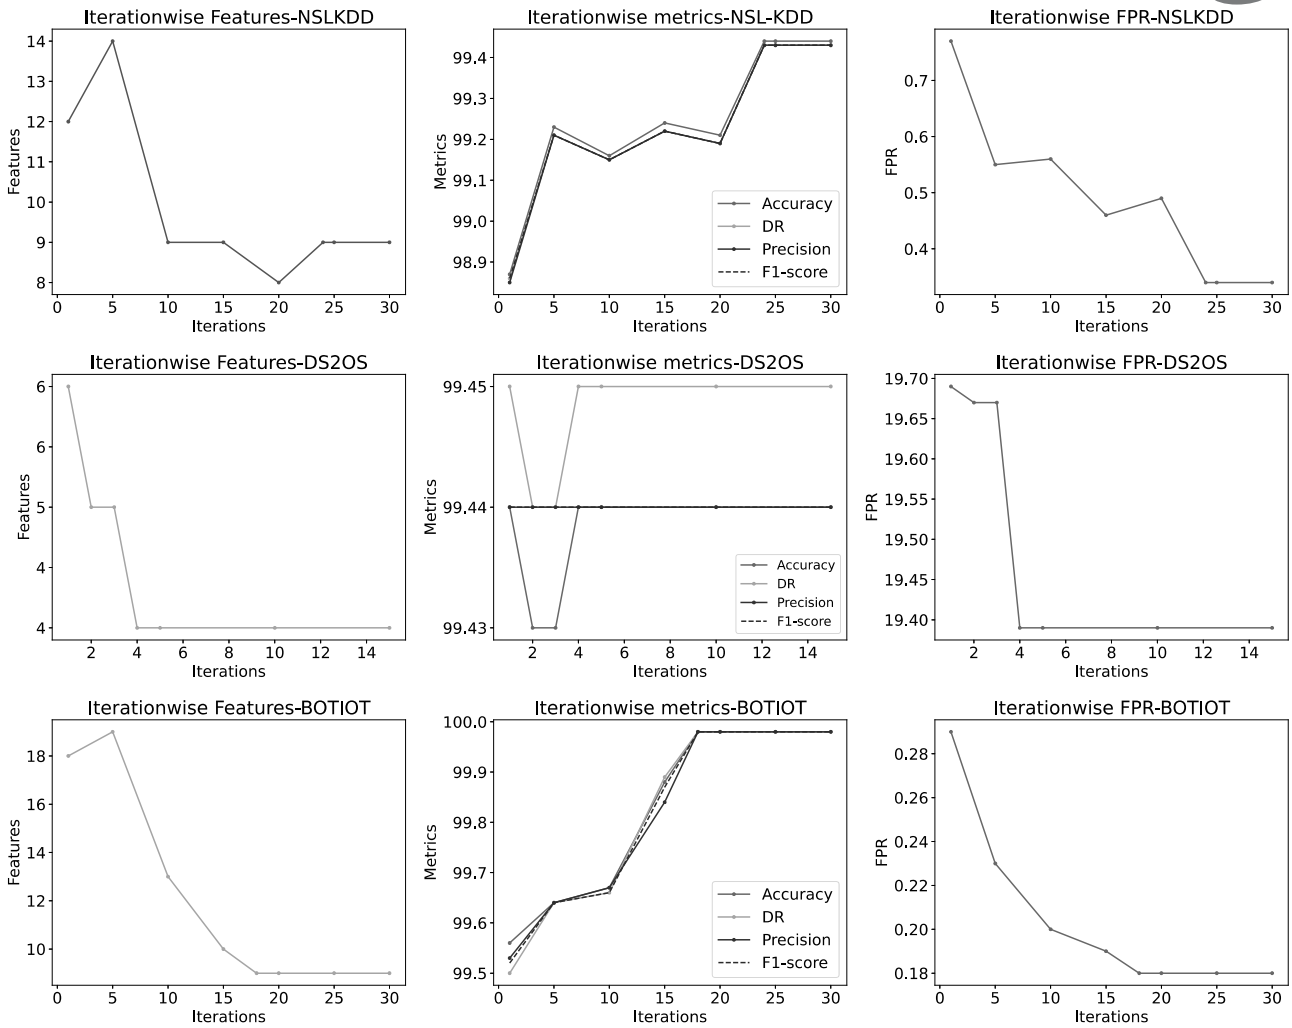 Iterationwise Features-NSLKDD
14
13
12
11
10
9
8
Features
0 5 10 15 20 25 30
Iterations
Iterationwise metrics-NSL-KDD
99.4
99.3
99.2
99.1
99.0
98.9
Metrics
Accuracy
DR
Precision
F1-score
0 5 10 15 20 25 30
Iterations
Iterationwise FPR-NSLKDD
0.7
0.6
0.5
0.4
FPR
0 5 10 15 20 25 30
Iterations
Iterationwise Features-DS2OS
6
6
5
4
4
Features
2 4 6 8 10 12 14
Iterations
Iterationwise metrics-DS2OS
99.45
99.44
99.43
Metrics
Accuracy
DR
Precision
F1-score
2 4 6 8 10 12 14
Iterations
Iterationwise FPR-DS2OS
19.70
19.65
19.60
19.55
19.50
19.45
19.40
FPR
2 4 6 8 10 12 14
Iterations
Iterationwise Features-BOTIOT
18
16
14
12
10
Features
0 5 10 15 20 25 30
Iterations
Iterationwise metrics-BOTIOT
100.0
99.9
99.8
99.7
99.6
99.5
Metrics
Accuracy
DR
Precision
F1-score
0 5 10 15 20 25 30
Iterations
Iterationwise FPR-BOTIOT
0.28
0.26
0.24
0.22
0.20
0.18
FPR
0 5 10 15 20 25 30
Iterations